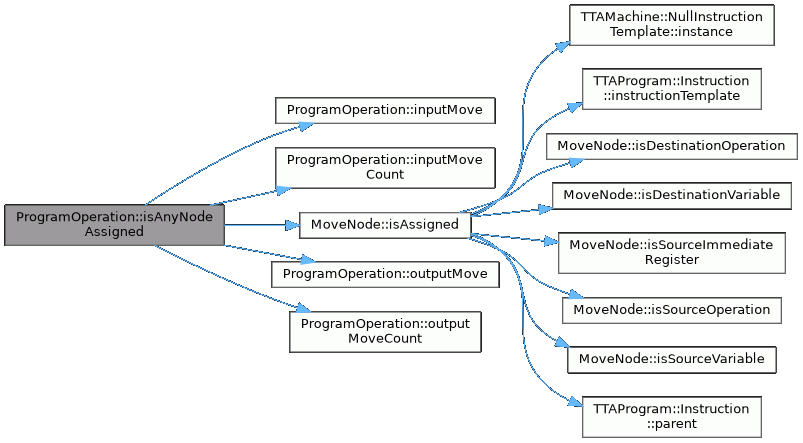 ProgramOperation::isAnyNode
Assigned
ProgramOperation::inputMove
ProgramOperation::inputMove
Count
MoveNode::isAssigned
ProgramOperation::outputMove
ProgramOperation::output
MoveCount
TTAMachine::NullInstruction
Template::instance
TTAProgram::Instruction
::instructionTemplate
MoveNode::isDestinationOperation
MoveNode::isDestinationVariable
MoveNode::isSourceImmediate
Register
MoveNode::isSourceOperation
MoveNode::isSourceVariable
TTAProgram::Instruction
::parent